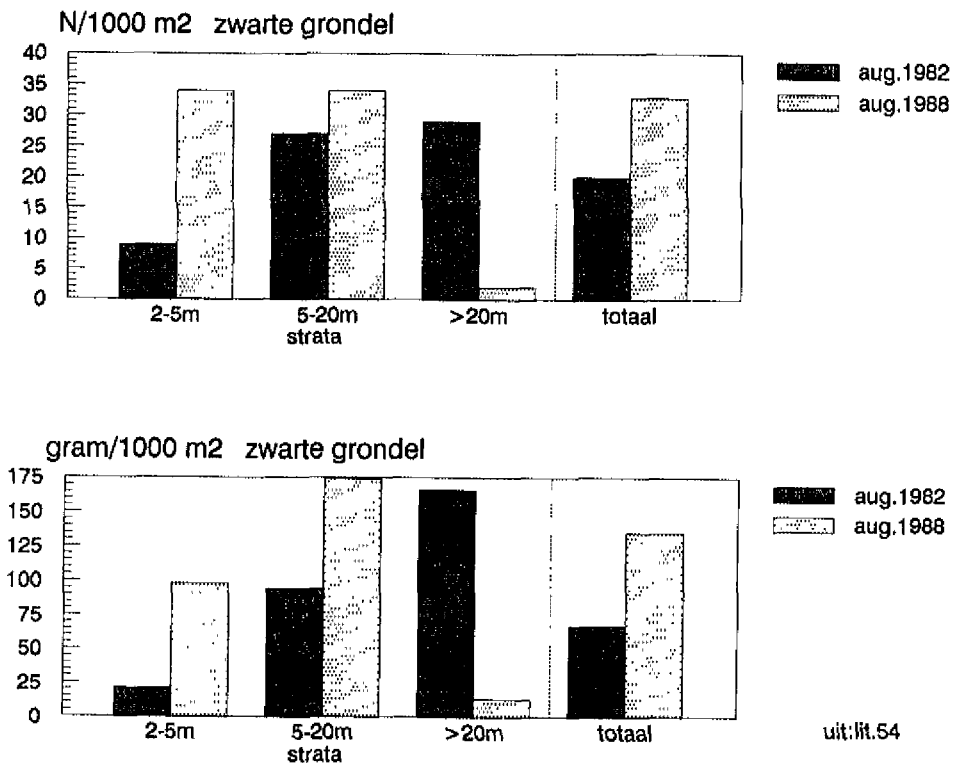 N/1000 m2 zwarte grondel
40
35
30
25
20
15
10
5
0
2-5m 5-20m >20m totaal
strata
aug.1982
aug.1988
gram/1000 m2 zwarte grondel
175
150
125
100
75
50
25
0
2-5m 5-20m >20m totaal
strata
aug.1982
aug.1988
uit:lit.54